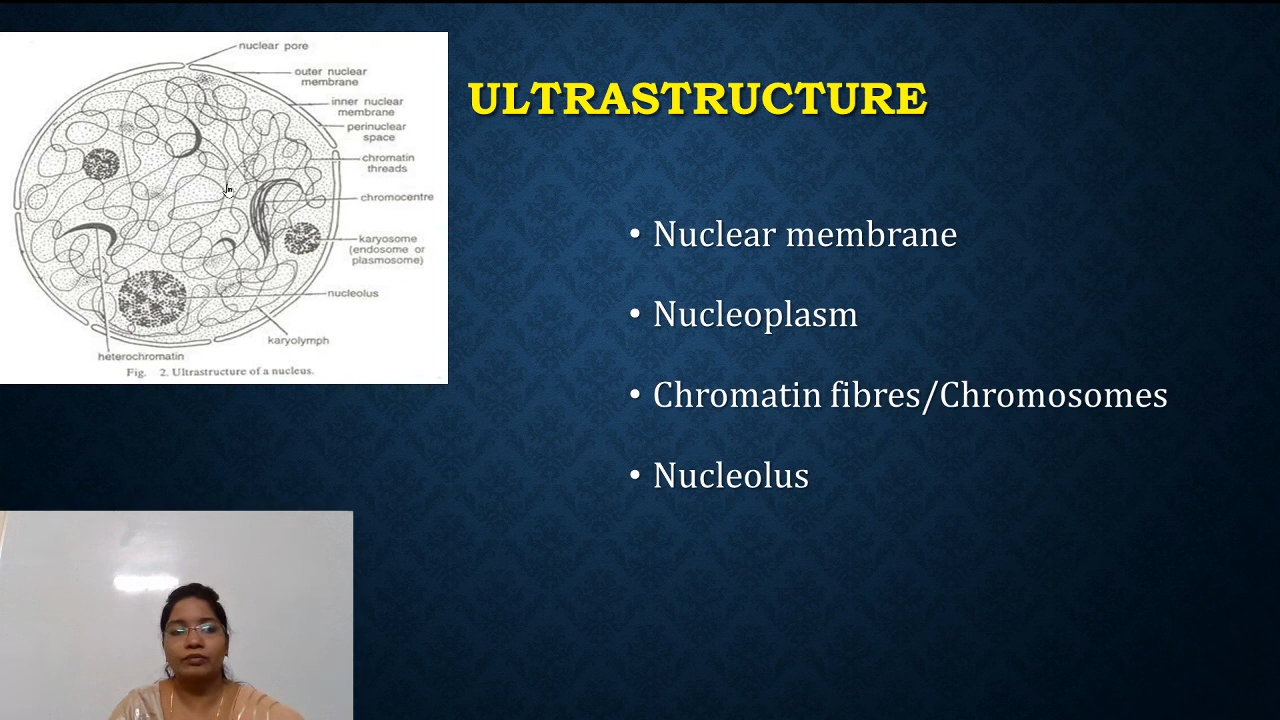 nuclear pore
outer nuclear
membrane
inner nuclear
membrane
perinuclear
space
chromatin
threads
chromocentre
karyosome
(endosome or
plasmosome)
nucleolus
karyolymph
heterochromatin
Fig. 2. Ultrastructure of a nucleus.
ULTRASTRUCTURE
• Nuclear membrane
• Nucleoplasm
• Chromatin fibres/Chromosomes
• Nucleolus